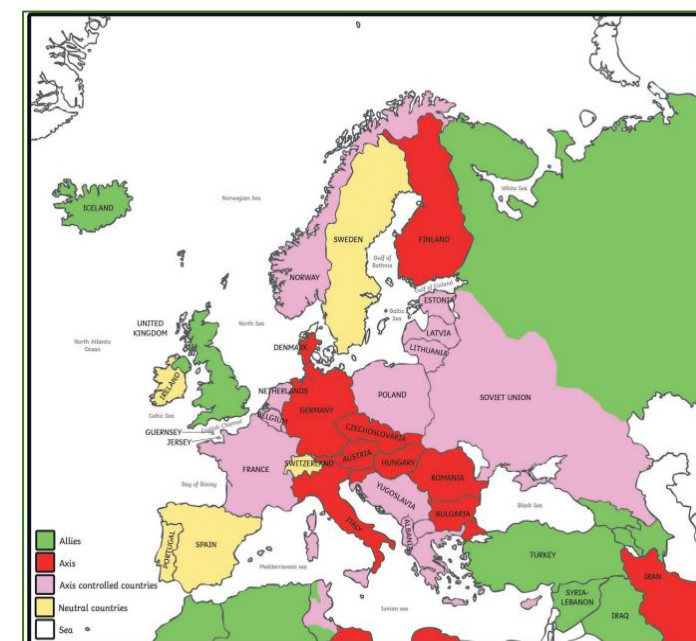 ICELAND
Norwegian Sea
White Sea
SWEDEN
FINLAND
Gulf of
Bothnia
NORWAY
Gulf of Finland
ESTONIA
Baltic
Sea
LATVIA
LITHUANIA
UNITED
KINGDOM
North Sea
North Atlantic
Ocean
DENMARK
IRELAND
NETHERLANDS
POLAND
SOVIET UNION
GERMANY
Celtic Sea
BELGIUM
English Channel
GUERNSEY
JERSEY
CZECHOSLOVAKIA
FRANCE
SWITZERLAND
AUSTRIA
HUNGARY
ROMANIA
Bay of Biscay
YUGOSLAVIA
Black Sea
BULGARIA
ITALY
PORTUGAL
SPAIN
TURKEY
Mediterranean sea
IRAN
SYRIA-
LEBANON
IRAQ
Ionian sea
Allies
Axis
Axis controlled countries
Neutral countries
Sea